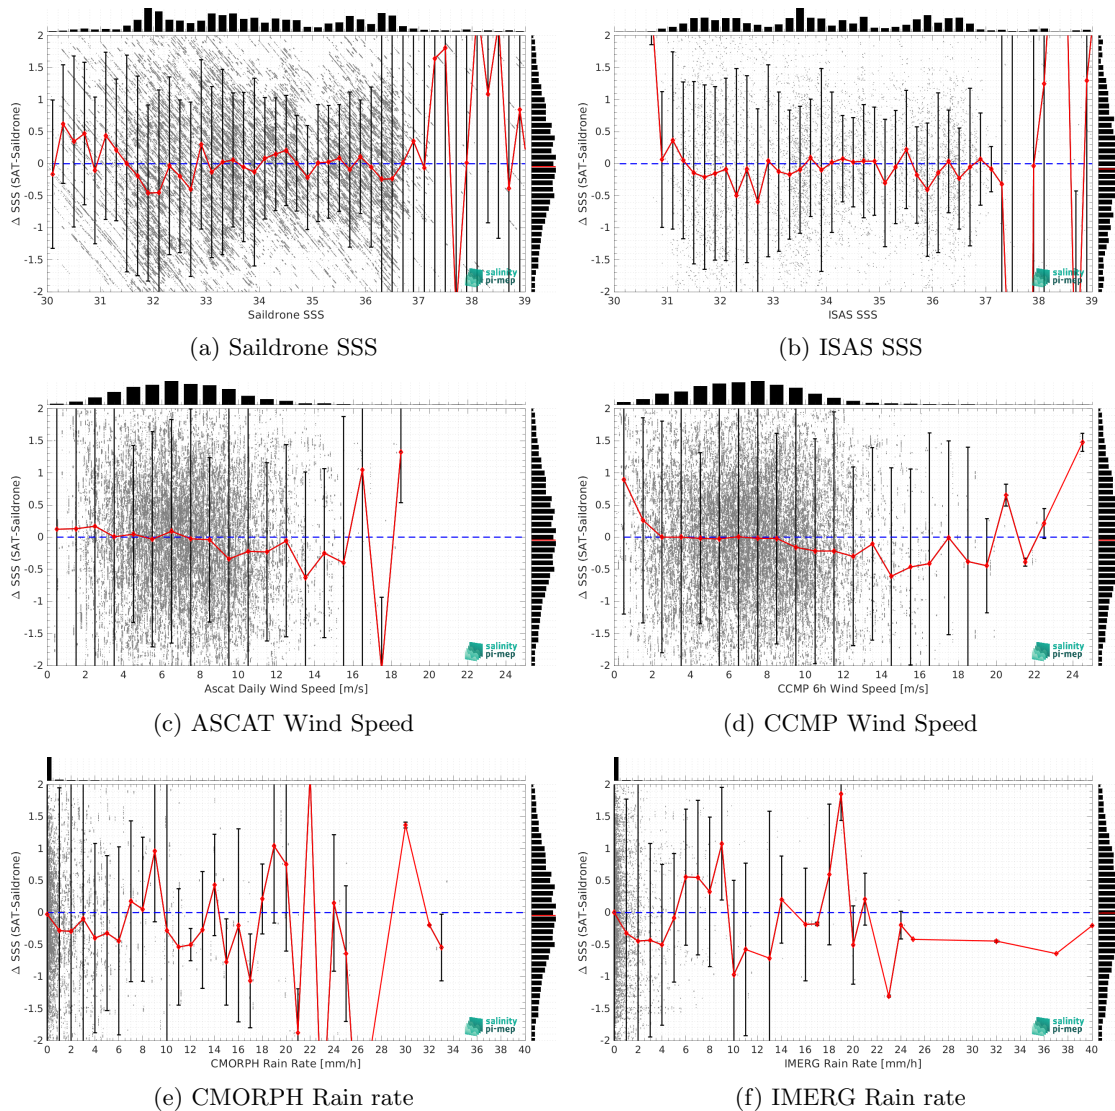 2
1.5
1
0.5
0
-0.5
-1
-1.5
-2
Δ SSS (SAT-Saildrone)
30 31 32 33 34 35 36 37 38 39
Saildrone SSS
salinity
pi-mep
(a) Saildrone SSS
2
1.5
1
0.5
0
-0.5
-1
-1.5
-2
Δ SSS (SAT-Saildrone)
30 31 32 33 34 35 36 37 38 39
ISAS SSS
salinity
pi-mep
(b) ISAS SSS
2
1.5
1
0.5
0
-0.5
-1
-1.5
-2
Δ SSS (SAT-Saildrone)
0 2 4 6 8 10 12 14 16 18 20 22 24
Ascat Daily Wind Speed [m/s]
salinity
pi-mep
(c) ASCAT Wind Speed
2
1.5
1
0.5
0
-0.5
-1
-1.5
-2
Δ SSS (SAT-Saildrone)
0 2 4 6 8 10 12 14 16 18 20 22 24
CCMP 6h Wind Speed [m/s]
salinity
pi-mep
(d) CCMP Wind Speed
2
1.5
1
0.5
0
-0.5
-1
-1.5
-2
Δ SSS (SAT-Saildrone)
0 2 4 6 8 10 12 14 16 18 20 22 24 26 28 30 32 34 36 38 40
CMORPH Rain Rate [mm/h]
salinity
pi-mep
(e) CMORPH Rain rate
2
1.5
1
0.5
0
-0.5
-1
-1.5
-2
Δ SSS (SAT-Saildrone)
0 2 4 6 8 10 12 14 16 18 20 22 24 26 28 30 32 34 36 38 40
IMERG Rain Rate [mm/h]
salinity
pi-mep
(f) IMERG Rain rate